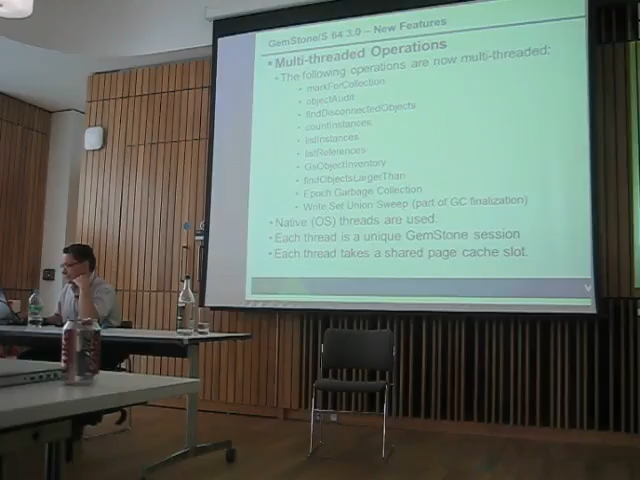 GemStone/S 64 3.0 – New Features
▪ Multi-threaded Operations
• The following operations are now multi-threaded:
• markForCollection
• objectAudit
• findDisconnectedObjects
• countInstances
• listInstances
• listReferences
• GsObjectInventory
• findObjectsLargerThan
• Epoch Garbage Collection
• Write Set Union Sweep (part of GC finalization)
• Native (OS) threads are used.
• Each thread is a unique GemStone session
• Each thread takes a shared page cache slot.